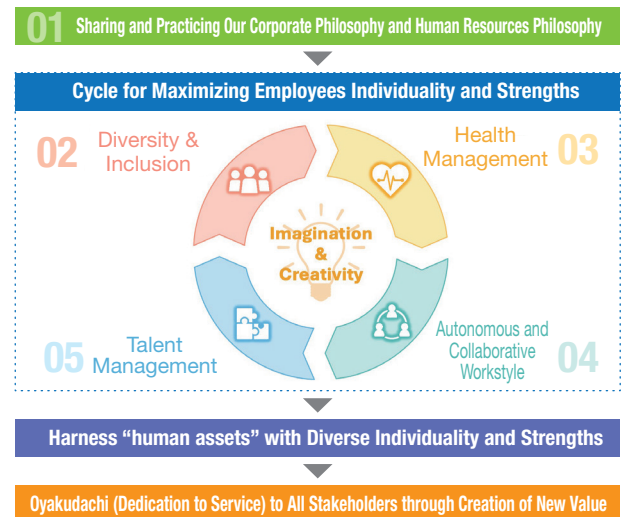 01 Sharing and Practicing Our Corporate Philosophy and Human Resources Philosophy
Cycle for Maximizing Employees Individuality and Strengths
02 Diversity &
Inclusion
Health
Management 03
Imagination
&
Creativity
05 Talent
Management
Autonomous and
Collaborative
Workstyle 04
Harness “human assets” with Diverse Individuality and Strengths
Oyakudachi (Dedication to Service) to All Stakeholders through Creation of New Value